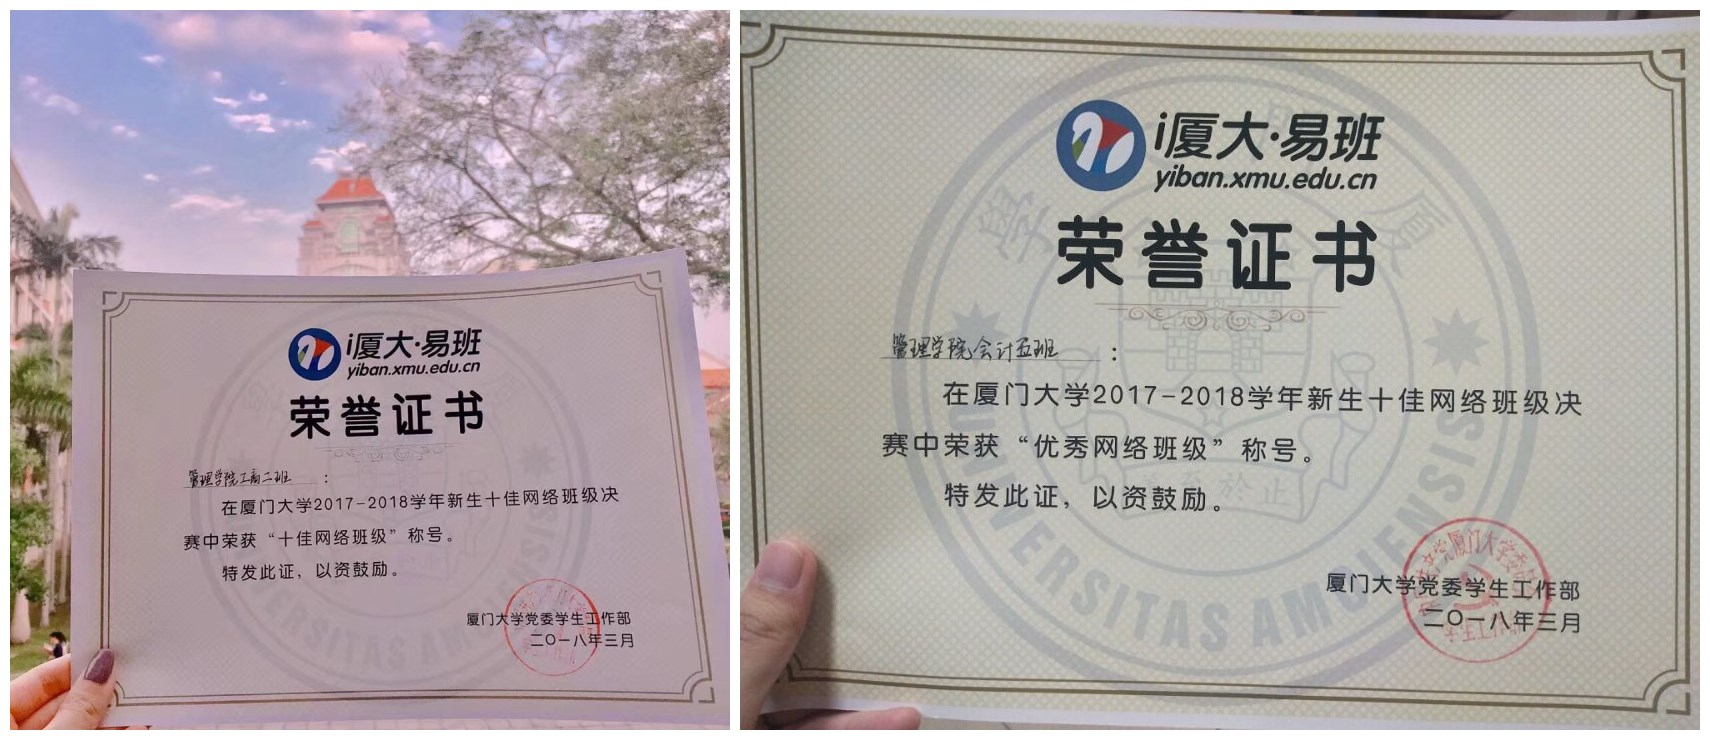 i厦大·易班
yiban.xmu.edu.cn
荣誉证书
管理学院工商二班：
在厦门大学2017-2018学年新生十佳网络班级决
赛中荣获“十佳网络班级”称号。
特发此证，以资鼓励。
厦门大学党委学生工作部
二〇一八年三月
i厦大·易班
yiban.xmu.edu.cn
荣誉证书
管理学院会计五班：
在厦门大学2017-2018学年新生十佳网络班级决
赛中荣获“优秀网络班级”称号。
特发此证，以资鼓励。
厦门大学党委学生工作部
二〇一八年三月
UNIVERSITAS AMOIENSIS